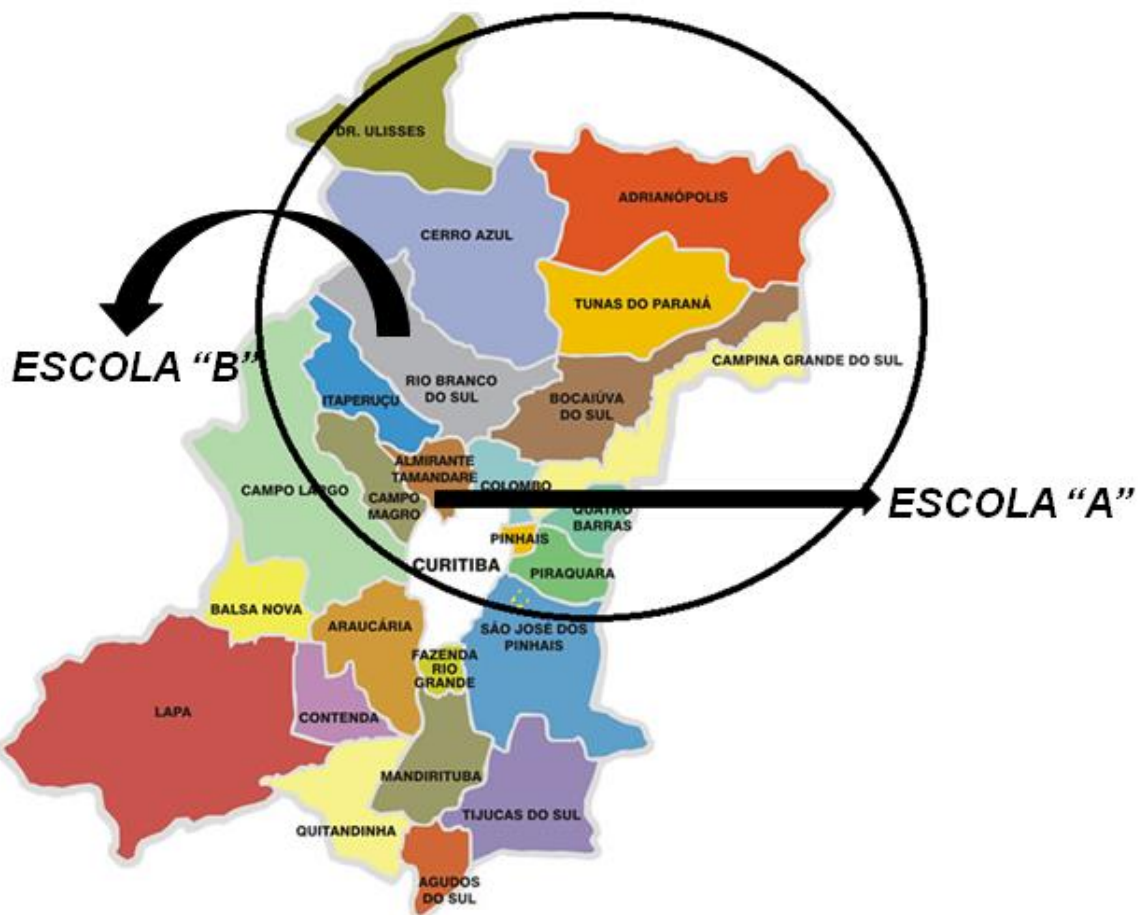 DR. ULISSES
ADRIANÓPOLIS
CERRO AZUL
TUNAS DO PARANÁ
ESCOLA “B”
CAMPINA GRANDE DO SUL
RIO BRANCO
DO SUL
ITAPERUÇU
BOCAIÚVA
DO SUL
ALMIRANTE
TAMANDARE
CAMPO LARGO
CAMPO
MAGRO
COLOMBO
ESCOLA “A”
QUATRO
BARRAS
PINHAIS
CURITIBA
PIRAQUARA
BALSA NOVA
ARAUCÁRIA
SÃO JOSÉ DOS
PINHAIS
FAZENDA
RIO
GRANDE
LAPA
CONTENDA
MANDIRITUBA
TIJUCAS DO SUL
QUITANDINHA
AGUDOS
DO SUL